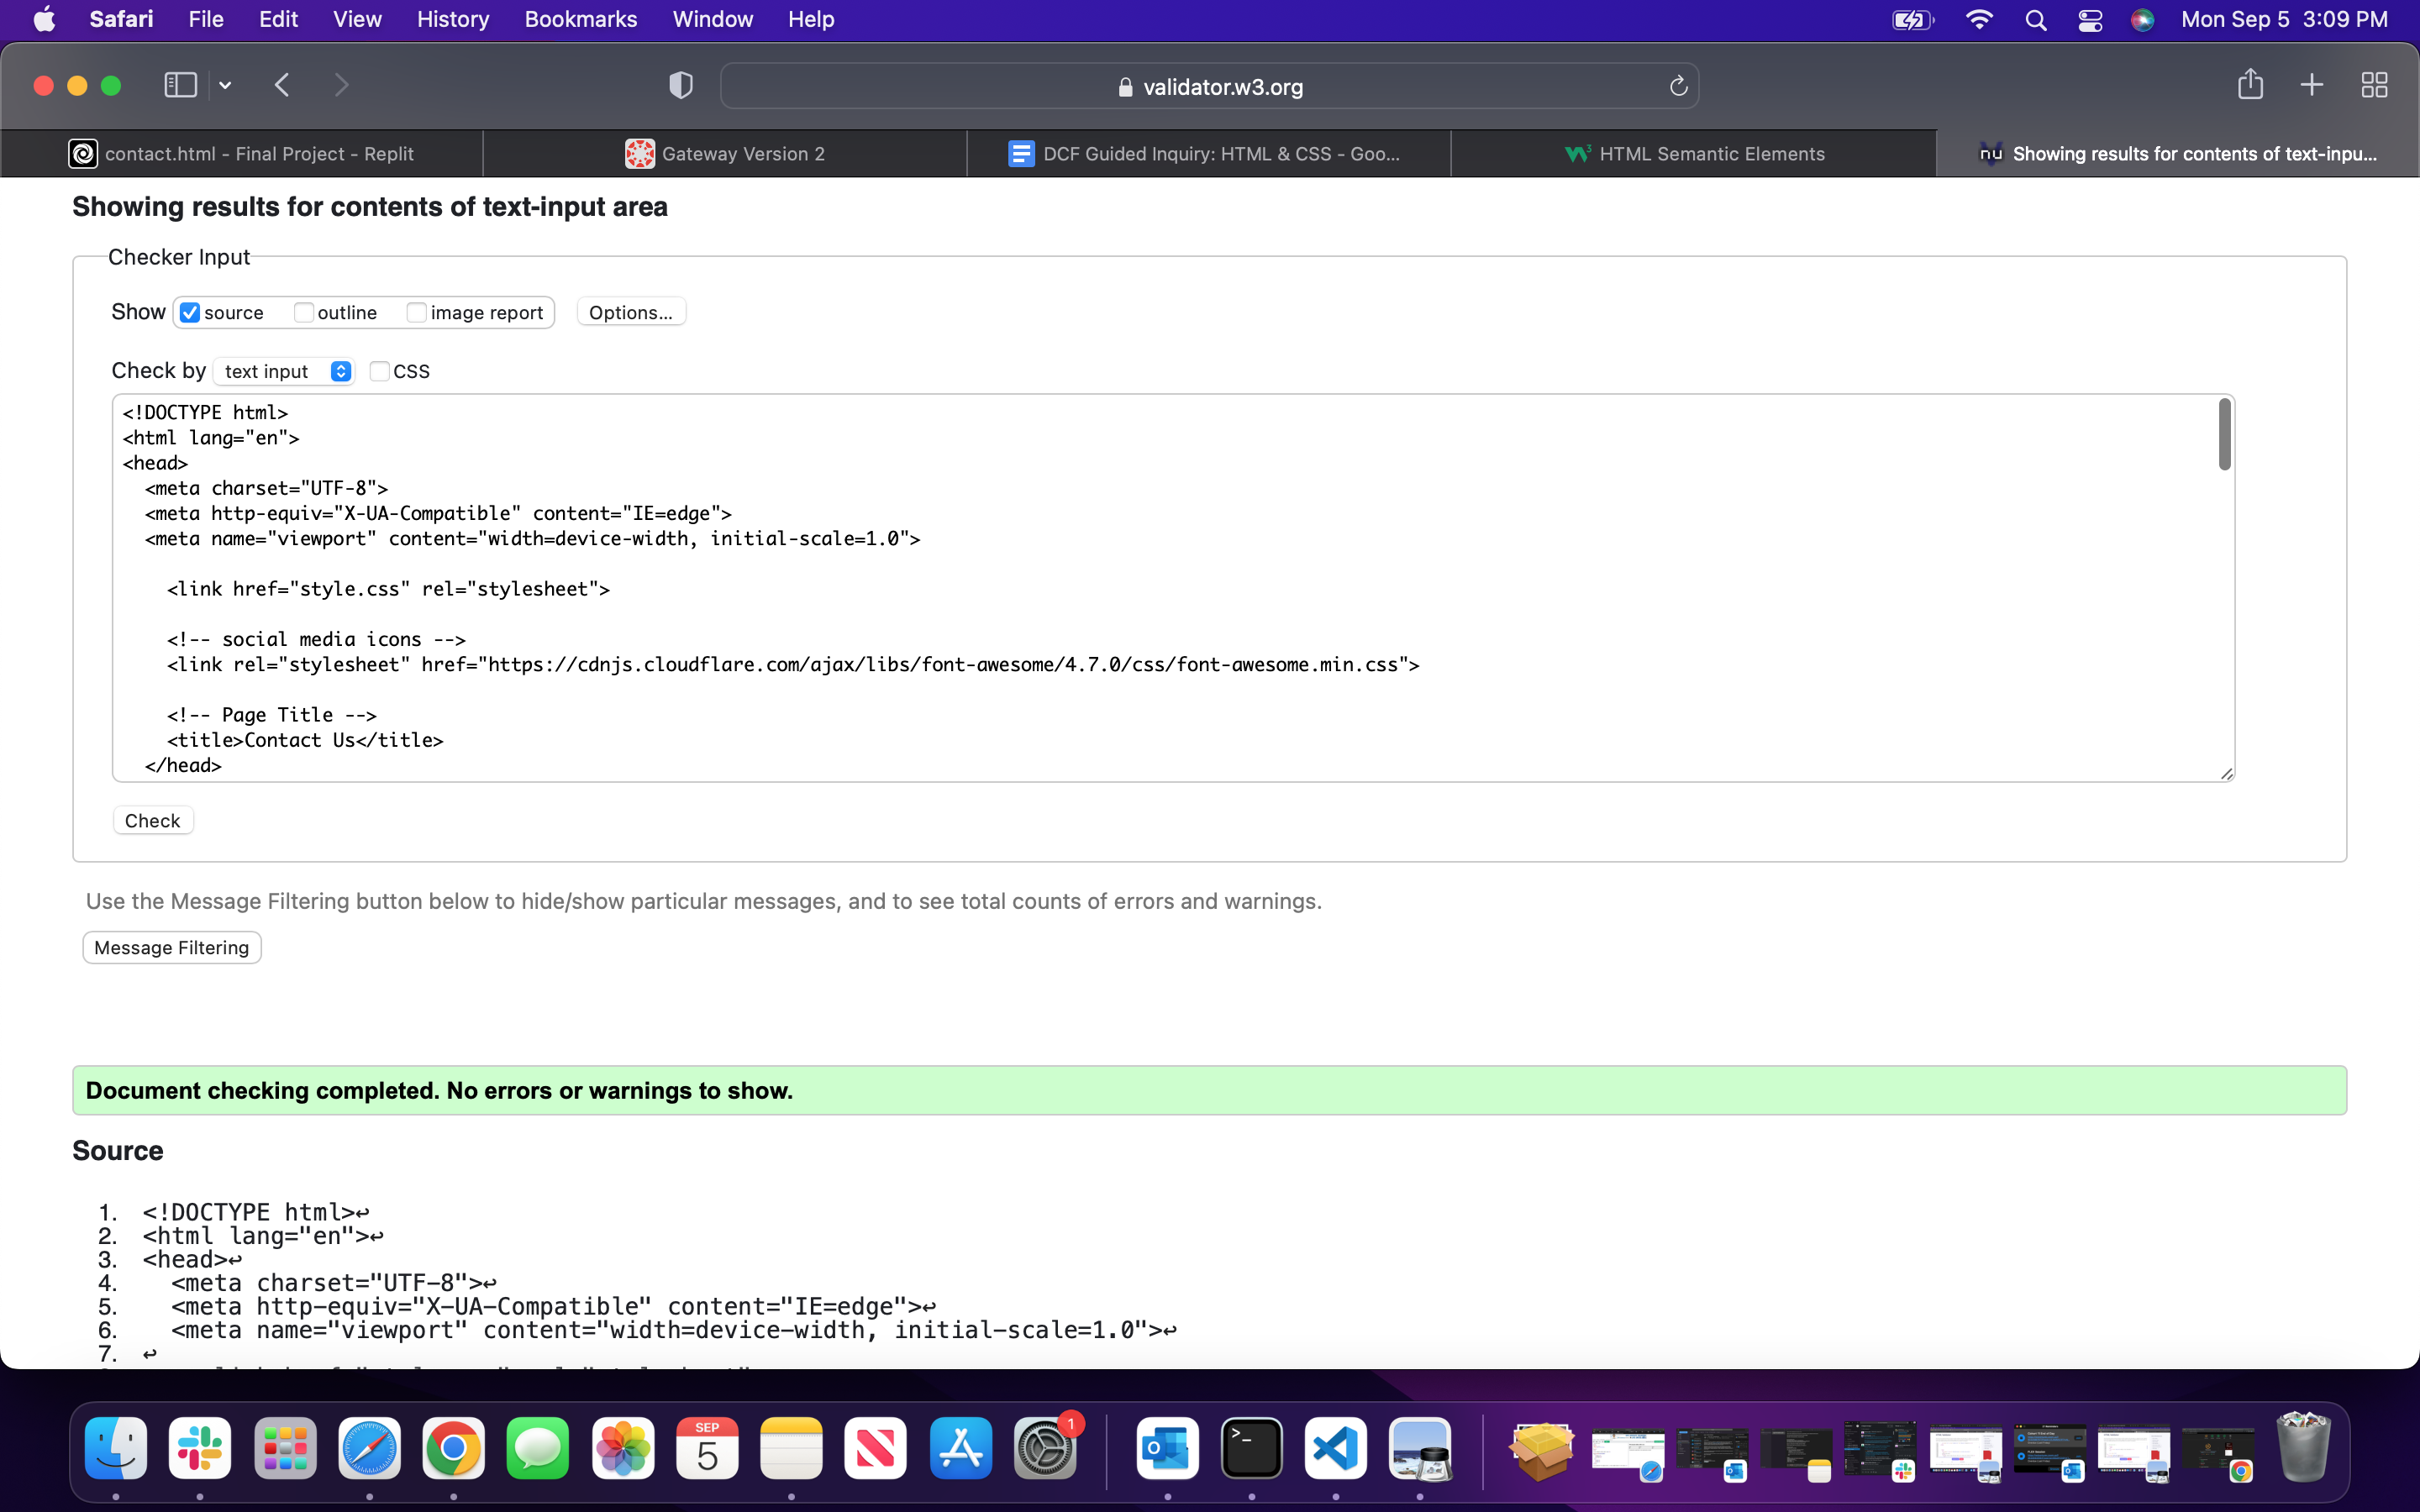 Safari File Edit View History Bookmarks Window Help Mon Sep 5 3:09 PM
validator.w3.org
contact.html - Final Project - Replit Gateway Version 2 DCF Guided Inquiry: HTML & CSS - Goo... HTML Semantic Elements nu Showing results for contents of text-inpu...
Showing results for contents of text-input area
Checker Input
Show source outline image report Options...
Check by text input CSS
<!DOCTYPE html>
<html lang="en">
<head>
<meta charset="UTF-8">
<meta http-equiv="X-UA-Compatible" content="IE=edge">
<meta name="viewport" content="width=device-width, initial-scale=1.0">
<link href="style.css" rel="stylesheet">
<!-- social media icons -->
<link rel="stylesheet" href="https://cdnjs.cloudflare.com/ajax/libs/font-awesome/4.7.0/css/font-awesome.min.css">
<!-- Page Title -->
<title>Contact Us</title>
</head>
Check
Use the Message Filtering button below to hide/show particular messages, and to see total counts of errors and warnings.
Message Filtering
Document checking completed. No errors or warnings to show.
Source
1. <!DOCTYPE html>↩
2. <html lang="en">↩
3. <head>↩
4. <meta charset="UTF-8">↩
5. <meta http-equiv="X-UA-Compatible" content="IE=edge">↩
6. <meta name="viewport" content="width=device-width, initial-scale=1.0">↩
7. ↩
SEP
5
1